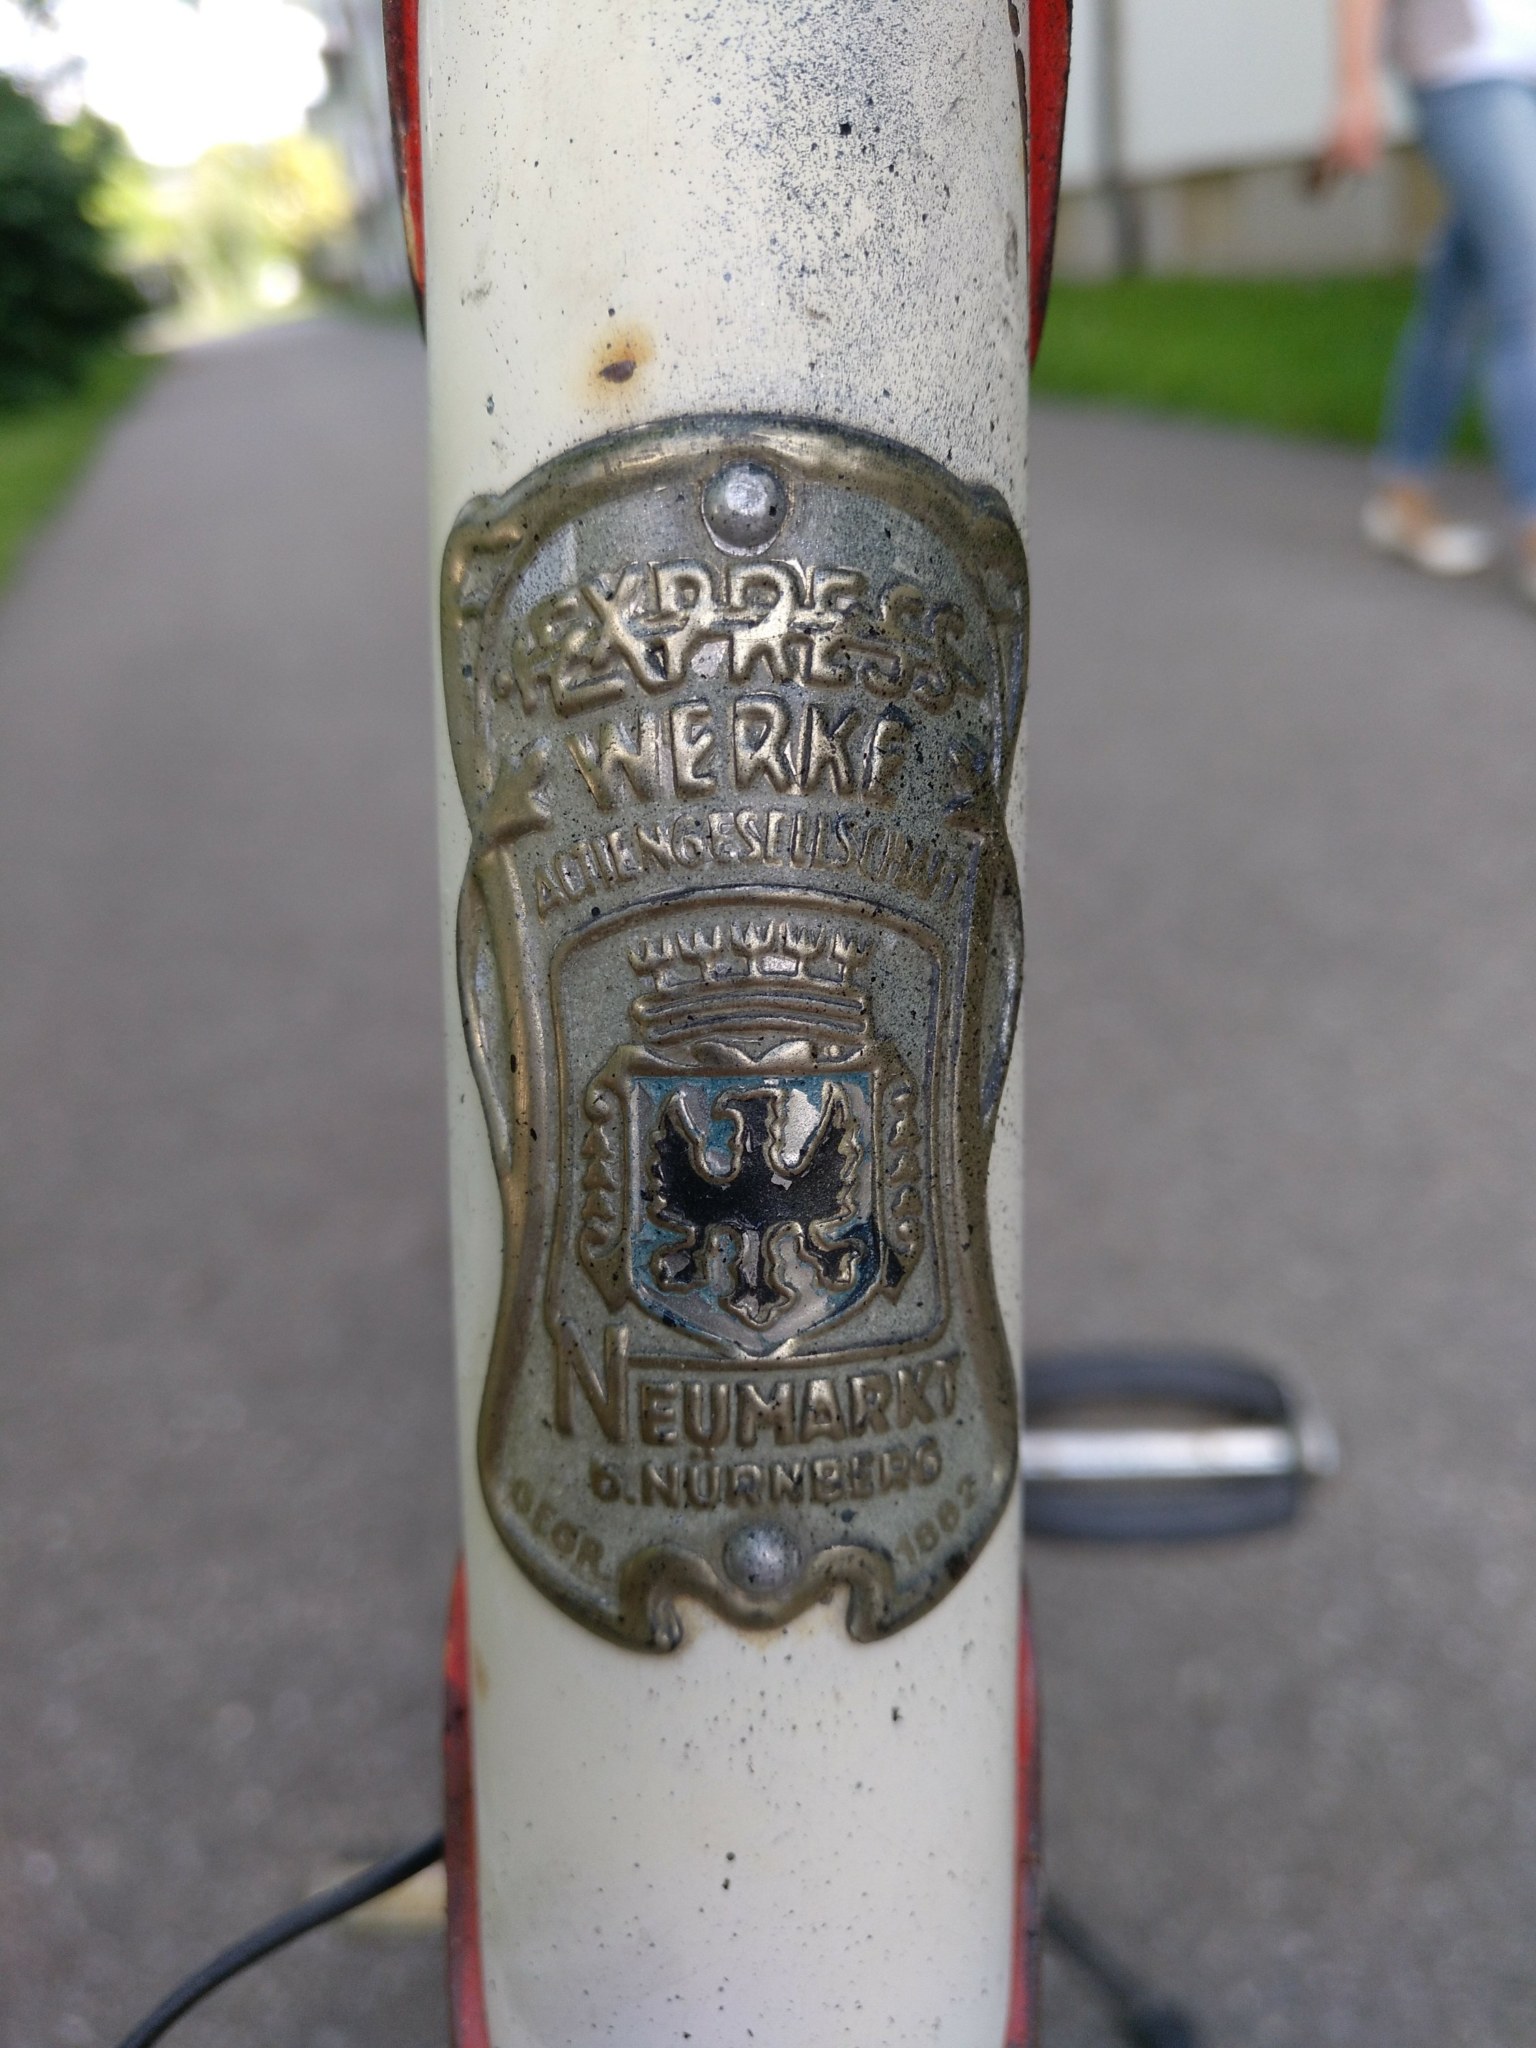 EXPRESS
WERKE
ACTIENGESELLSCHAFT
NEUMARKT
b. NÜRNBERG
GEGR. 1882